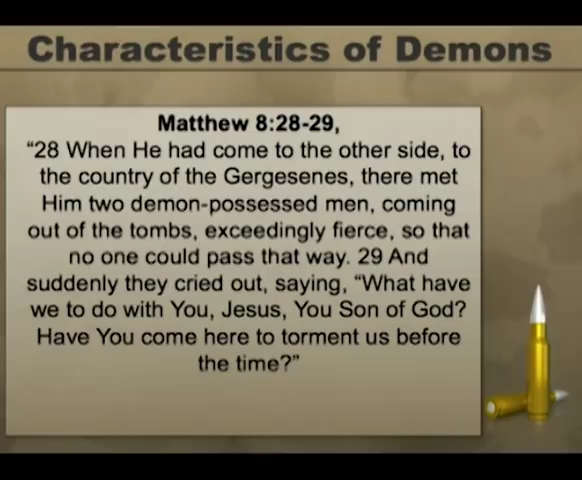 Characteristics of Demons
Matthew 8:28-29,
“28 When He had come to the other side, to
the country of the Gergesenes, there met
Him two demon-possessed men, coming
out of the tombs, exceedingly fierce, so that
no one could pass that way. 29 And
suddenly they cried out, saying, “What have
we to do with You, Jesus, You Son of God?
Have You come here to torment us before
the time?”